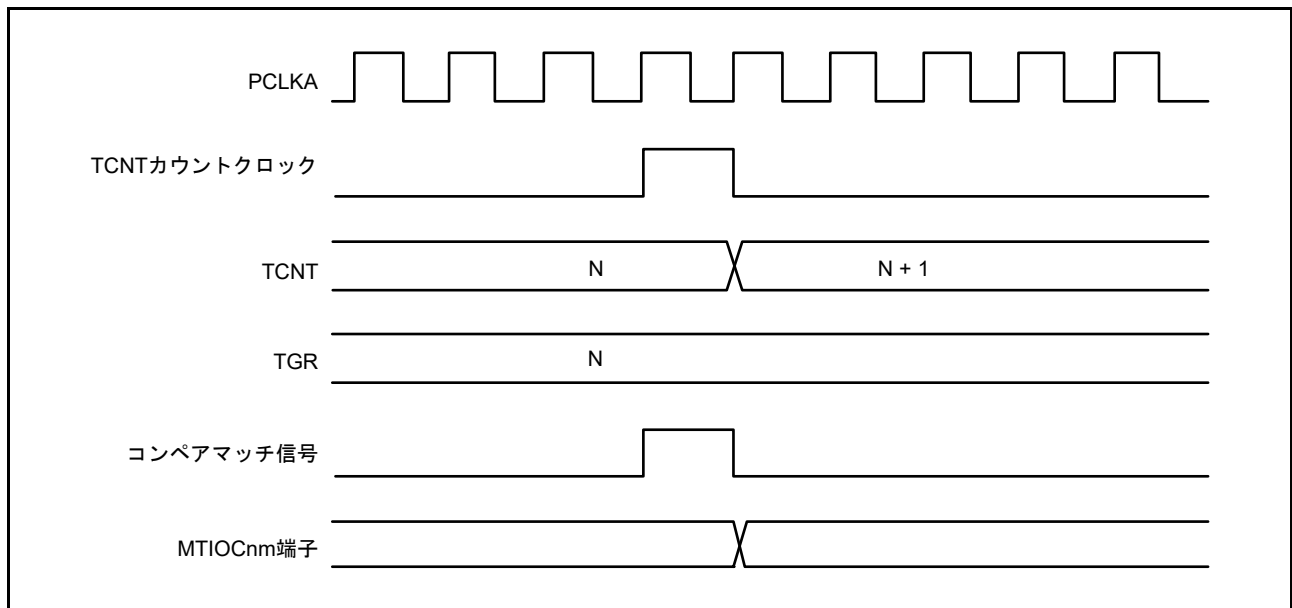 PCLKA
TCNTカウントクロック
TCNT N N + 1
TGR N
コンペアマッチ信号
MTIOCnm端子